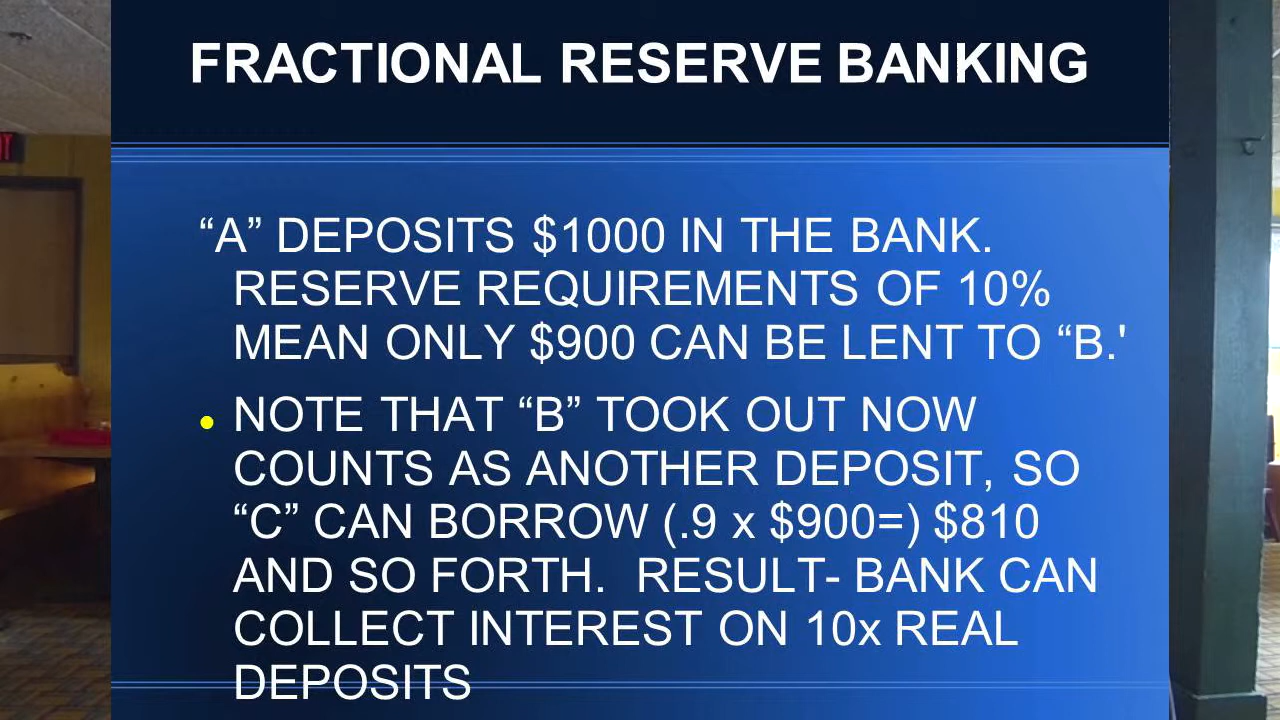 FRACTIONAL RESERVE BANKING
“A” DEPOSITS $1000 IN THE BANK.
RESERVE REQUIREMENTS OF 10%
MEAN ONLY $900 CAN BE LENT TO “B.'
NOTE THAT “B” TOOK OUT NOW
COUNTS AS ANOTHER DEPOSIT, SO
“C” CAN BORROW (.9 x $900=) $810
AND SO FORTH. RESULT- BANK CAN
COLLECT INTEREST ON 10x REAL
DEPOSITS